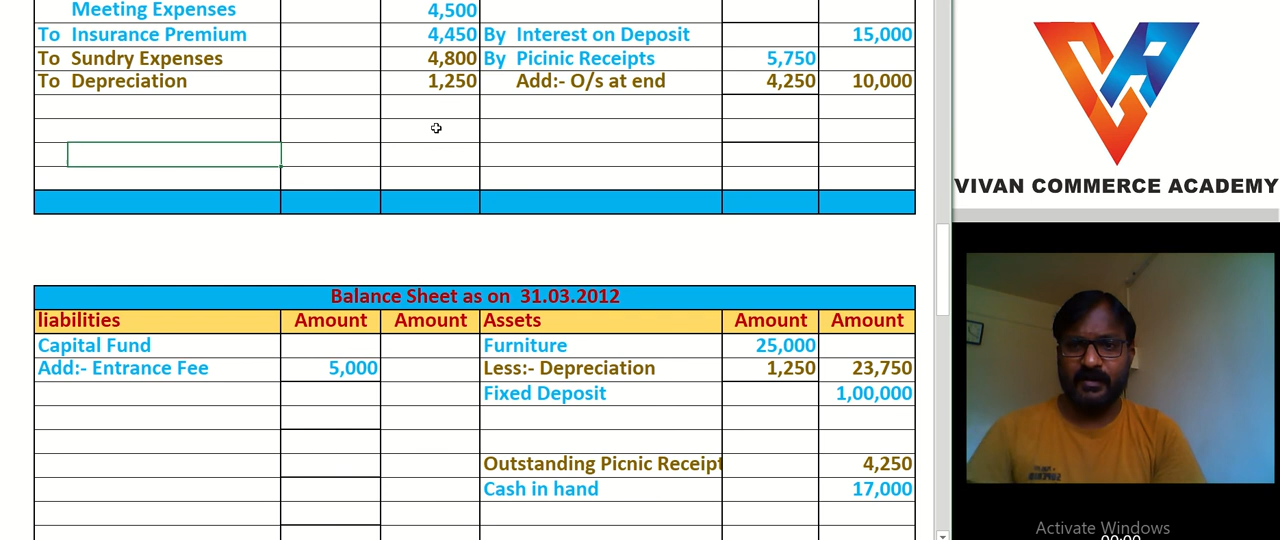 Meeting Expenses 4,500
To Insurance Premium 4,450 By Interest on Deposit 15,000
To Sundry Expenses 4,800 By Picinic Receipts 5,750
To Depreciation 1,250 Add:- O/s at end 4,250 10,000
VIVAN COMMERCE ACADEMY
Balance Sheet as on 31.03.2012
liabilities Amount Amount Assets Amount Amount
Capital Fund Furniture 25,000
Add:- Entrance Fee 5,000 Less:- Depreciation 1,250 23,750
Fixed Deposit 1,00,000
Outstanding Picnic Receipt 4,250
Cash in hand 17,000
Activate Windows